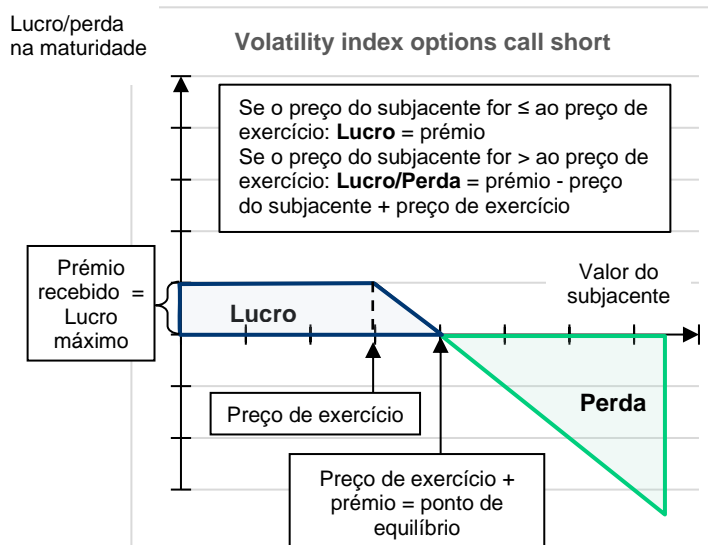 Lucro/perda
na maturidade
Volatility index options call short
Se o preço do subjacente for ≤ ao preço de
exercício: Lucro = prémio
Se o preço do subjacente for > ao preço de
exercício: Lucro/Perda = prémio - preço
do subjacente + preço de exercício
Prémio
recebido =
Lucro
máximo
Lucro
Valor do
subjacente
Preço de exercício
Perda
Preço de exercício +
prémio = ponto de
equilíbrio